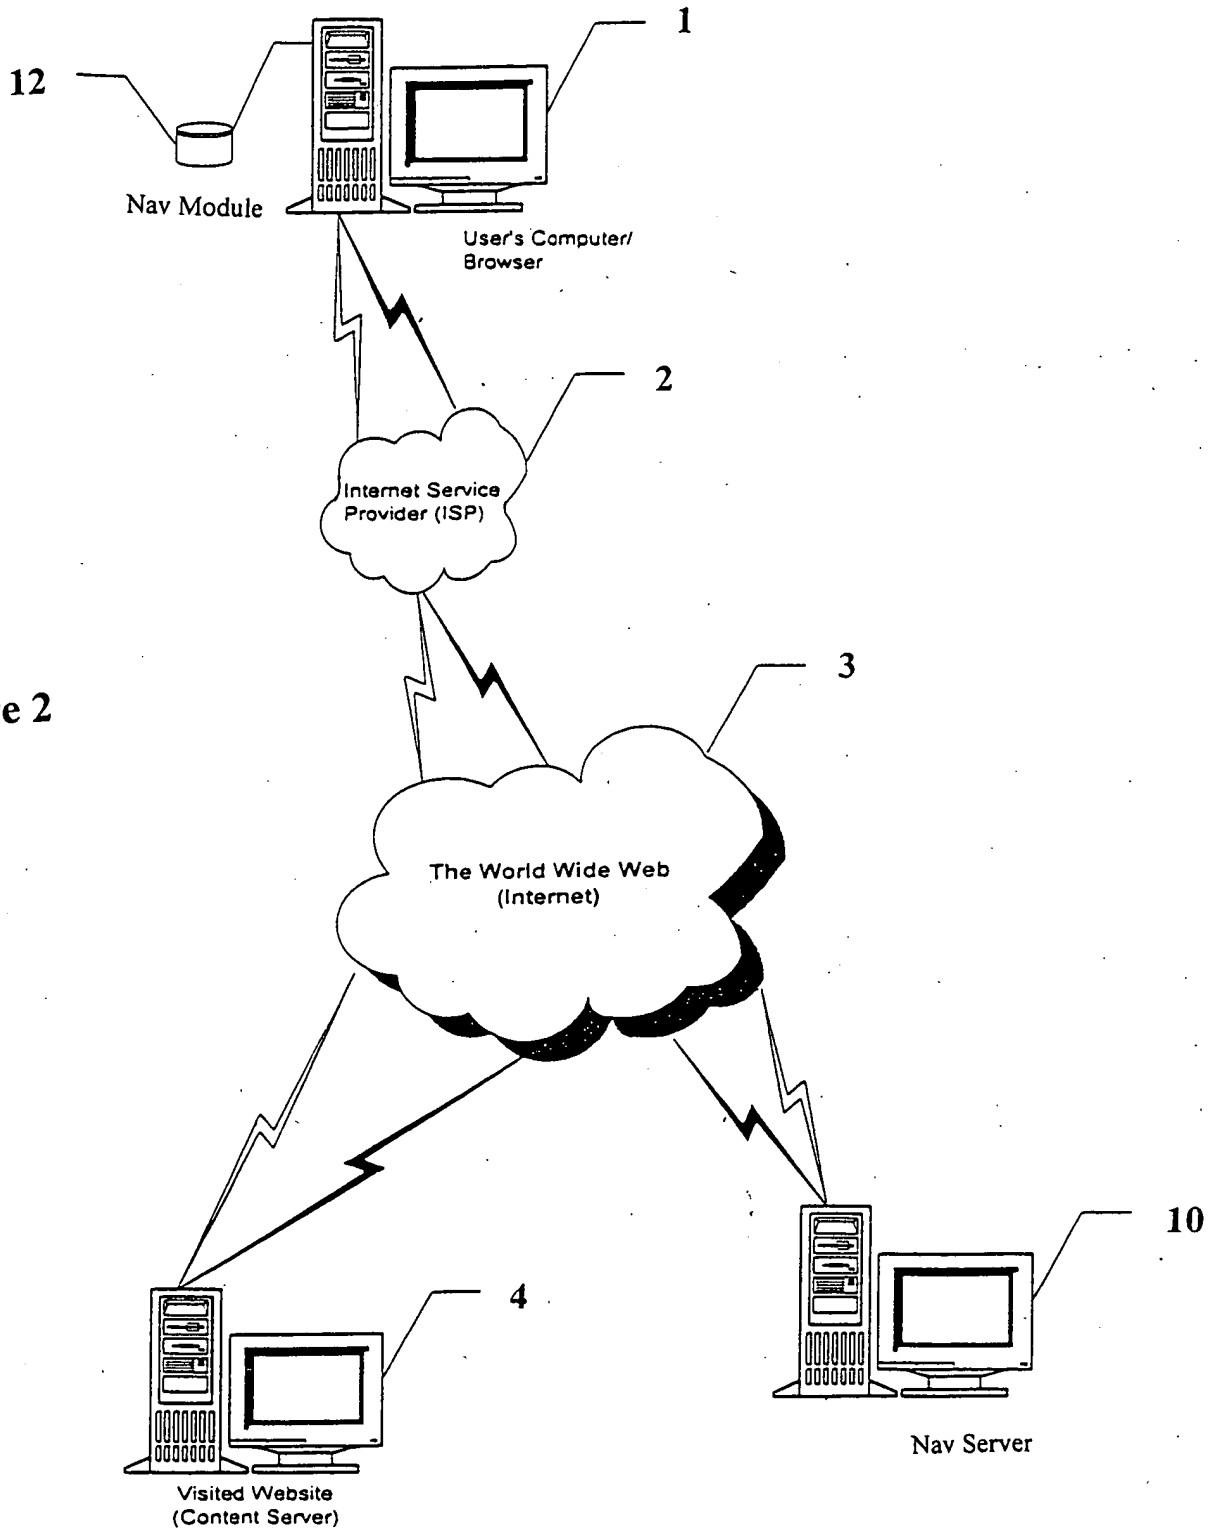 1
12
Nav Module
User's Computer/
Browser
2
Internet Service
Provider (ISP)
3
e 2
The World Wide Web
(Internet)
10
4
Nav Server
Visited Website
(Content Server)